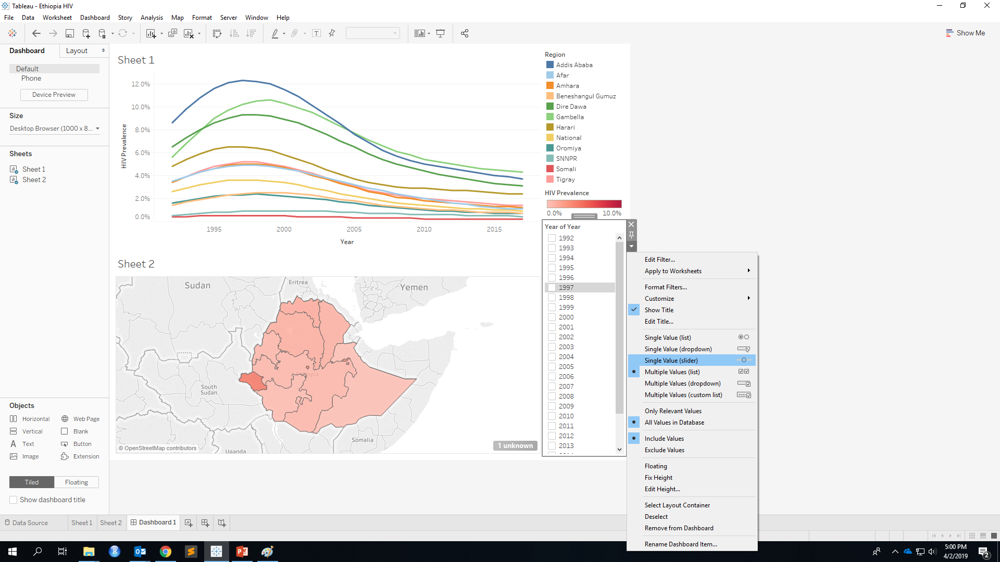 Tableau - Ethiopia HIV
File Data Worksheet Dashboard Story Analysis Map Format Server Window Help
Show Me
Dashboard Layout
Default
Phone
Device Preview
Size
Desktop Browser (1000 x 8...
Sheets
Sheet 1
Sheet 2
Objects
Horizontal Web Page
Vertical Blank
Text Button
Image Extension
Tiled Floating
Show dashboard title
Sheet 1
HIV Prevalence
12.0%
10.0%
8.0%
6.0%
4.0%
2.0%
0.0%
1995 2000 2005 2010 2015
Year
Region
Addis Ababa
Afar
Amhara
Beneshangul Gumuz
Dire Dawa
Gambella
Harari
National
Oromiya
SNNPR
Somali
Tigray
HIV Prevalence
0.0% 10.0%
Sheet 2
Sudan
Eritrea
Yemen
Ethiopia
South
Sudan
Somalia
Uganda
© OpenStreetMap contributors
1 unknown
Year of Year
1992
1993
1994
1995
1996
1997
1998
1999
2000
2001
2002
2003
2004
2005
2006
2007
2008
2009
2010
2011
2012
2013
Edit Filter...
Apply to Worksheets
Format Filters...
Customize
Show Title
Edit Title...
Single Value (list)
Single Value (dropdown)
Single Value (slider)
Multiple Values (list)
Multiple Values (dropdown)
Multiple Values (custom list)
Only Relevant Values
All Values in Database
Include Values
Exclude Values
Floating
Fix Height
Edit Height...
Select Layout Container
Deselect
Remove from Dashboard
Rename Dashboard Item...
Data Source Sheet 1 Sheet 2 Dashboard 1
5:00 PM
4/2/2019
2